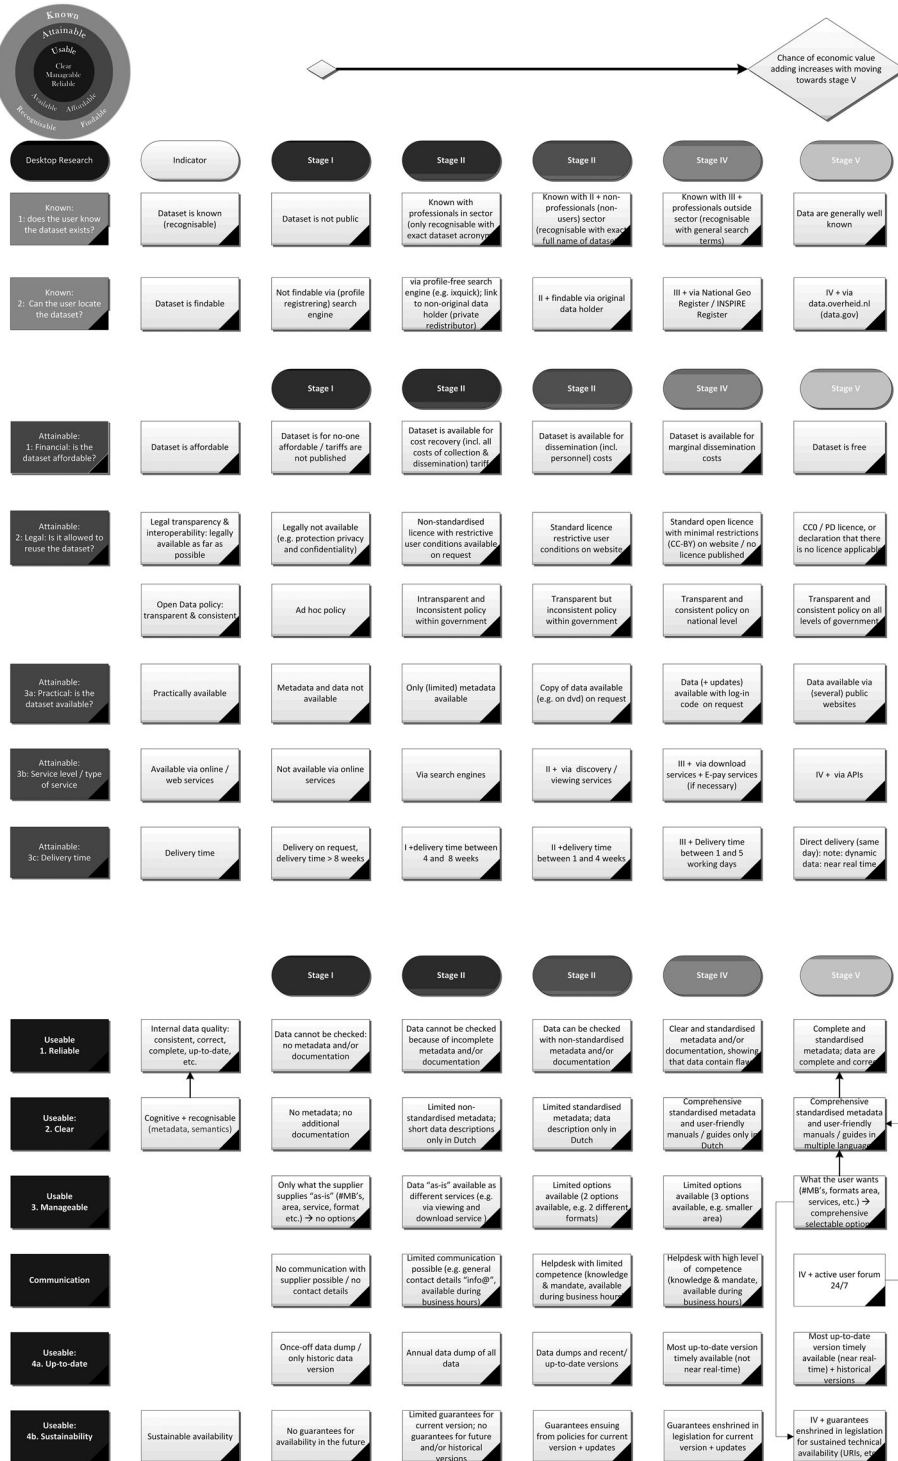 Known
Attainable
Usable
Clear
Manageable
Reliable
Available Affordable
Recognisable Findable
Chance of economic value
adding increases with moving
towards stage V
Desktop Research
Indicator
Stage I
Stage II
Stage II
Stage IV
Stage V
Known:
1: does the user know
the dataset exists?
Dataset is known
(recognisable)
Dataset is not public
Known with
professionals in sector
(only recognisable with
exact dataset acronym
Known with II + non-
professionals (non-
users) sector
(recognisable with exact
full name of dataset
Known with III +
professionals outside
sector (recognisable
with general search
terms)
Data are generally well
known
Known:
2: Can the user locate
the dataset?
Dataset is findable
Not findable via (profile
registrering) search
engine
via profile-free search
engine (e.g. ixquick); link
to non-original data
holder (private
redistributor)
II + findable via original
data holder
III + via National Geo
Register / INSPIRE
Register
IV + via
data.overheid.nl
(data.gov)
Stage I
Stage II
Stage II
Stage IV
Stage V
Attainable:
1: Financial: is the
dataset affordable?
Dataset is affordable
Dataset is for no-one
affordable / tariffs are
not published
Dataset is available for
cost recovery (incl. all
costs of collection &
dissemination) tariff
Dataset is available for
dissemination (incl.
personnel) costs
Dataset is available for
marginal dissemination
costs
Dataset is free
Attainable:
2: Legal: Is it allowed to
reuse the dataset?
Legal transparency &
interoperability: legally
available as far as
possible
Legally not available
(e.g. protection privacy
and confidentiality)
Non-standardised
licence with restrictive
user conditions available
on request
Standard licence
restrictive user
conditions on website
Standard open licence
with minimal restrictions
(CC-BY) on website / no
licence published
CC0 / PD licence, or
declaration that there
is no licence applicable
Open Data policy:
transparent & consistent
Ad hoc policy
Intransparent and
Inconsistent policy
within government
Transparent but
inconsistent policy
within government
Transparent and
consistent policy on
national level
Transparent and
consistent policy on all
levels of government
Attainable:
3a: Practical: is the
dataset available?
Practically available
Metadata and data not
available
Only (limited) metadata
available
Copy of data available
(e.g. on dvd) on request
Data (+ updates)
available with log-in
code on request
Data available via
(several) public
websites
Attainable:
3b: Service level / type
of service
Available via online /
web services
Not available via online
services
Via search engines
II + via discovery /
viewing services
III + via download
services + E-pay services
(if necessary)
IV + via APIs
Attainable:
3c: Delivery time
Delivery time
Delivery on request,
delivery time > 8 weeks
I +delivery time between
4 and 8 weeks
II +delivery time
between 1 and 4 weeks
III + Delivery time
between 1 and 5
working days
Direct delivery (same
day): note: dynamic
data: near real time
Stage I
Stage II
Stage II
Stage IV
Stage V
Useable
1. Reliable
Internal data quality:
consistent, correct,
complete, up-to-date,
etc.
Data cannot be checked:
no metadata and/or
documentation
Data cannot be checked
because of incomplete
metadata and/or
documentation
Data can be checked
with non-standardised
metadata and/or
documentation
Clear and standardised
metadata and/or
documentation, showing
that data contain flaws
Complete and
standardised
metadata; data are
complete and correct
Useable:
2. Clear
Cognitive + recognisable
(metadata, semantics)
No metadata; no
additional
documentation
Limited non-
standardised metadata;
short data descriptions
only in Dutch
Limited standardised
metadata; data
description only in
Dutch
Comprehensive
standardised metadata
and user-friendly
manuals / guides only in
Dutch
Comprehensive
standardised metadata
and user-friendly
manuals / guides in
multiple languages
Usable
3. Manageable
Only what the supplier
supplies “as-is” (#MB’s,
area, service, format
etc.) → no options
Data “as-is” available as
different services (e.g.
via viewing and
download service )
Limited options
available (2 options
available, e.g. 2 different
formats)
Limited options
available (3 options
available, e.g. smaller
area)
What the user wants
(#MB’s, formats area,
services, etc.) →
comprehensive
selectable options
Communication
No communication with
supplier possible / no
contact details
Limited communication
possible (e.g. general
contact details “info@”,
available during
business hours)
Helpdesk with limited
competence (knowledge
& mandate, available
during business hours
Helpdesk with high level
of competence
(knowledge & mandate,
available during
business hours)
IV + active user forum
24/7
Useable:
4a. Up-to-date
Once-off data dump /
only historic data
version
Annual data dump of all
data
Data dumps and recent/
up-to-date versions
Most up-to-date version
timely available (not
near real-time)
Most up-to-date
version timely
available (near real-
time) + historical
versions
Useable:
4b. Sustainability
Sustainable availability
No guarantees for
availability in the future
Limited guarantees for
current version; no
guarantees for future
and/or historical
versions
Guarantees ensuing
from policies for current
version + updates
Guarantees enshrined in
legislation for current
version + updates
IV + guarantees
enshrined in legislation
for sustained technical
availability (URIs, etc